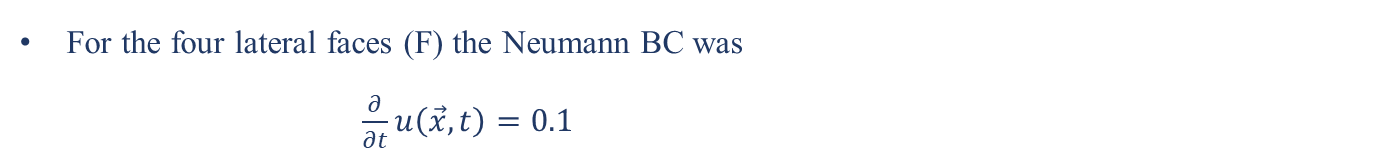 • For the four lateral faces (F) the Neumann BC was
∂/∂t u(x⃗, t) = 0.1